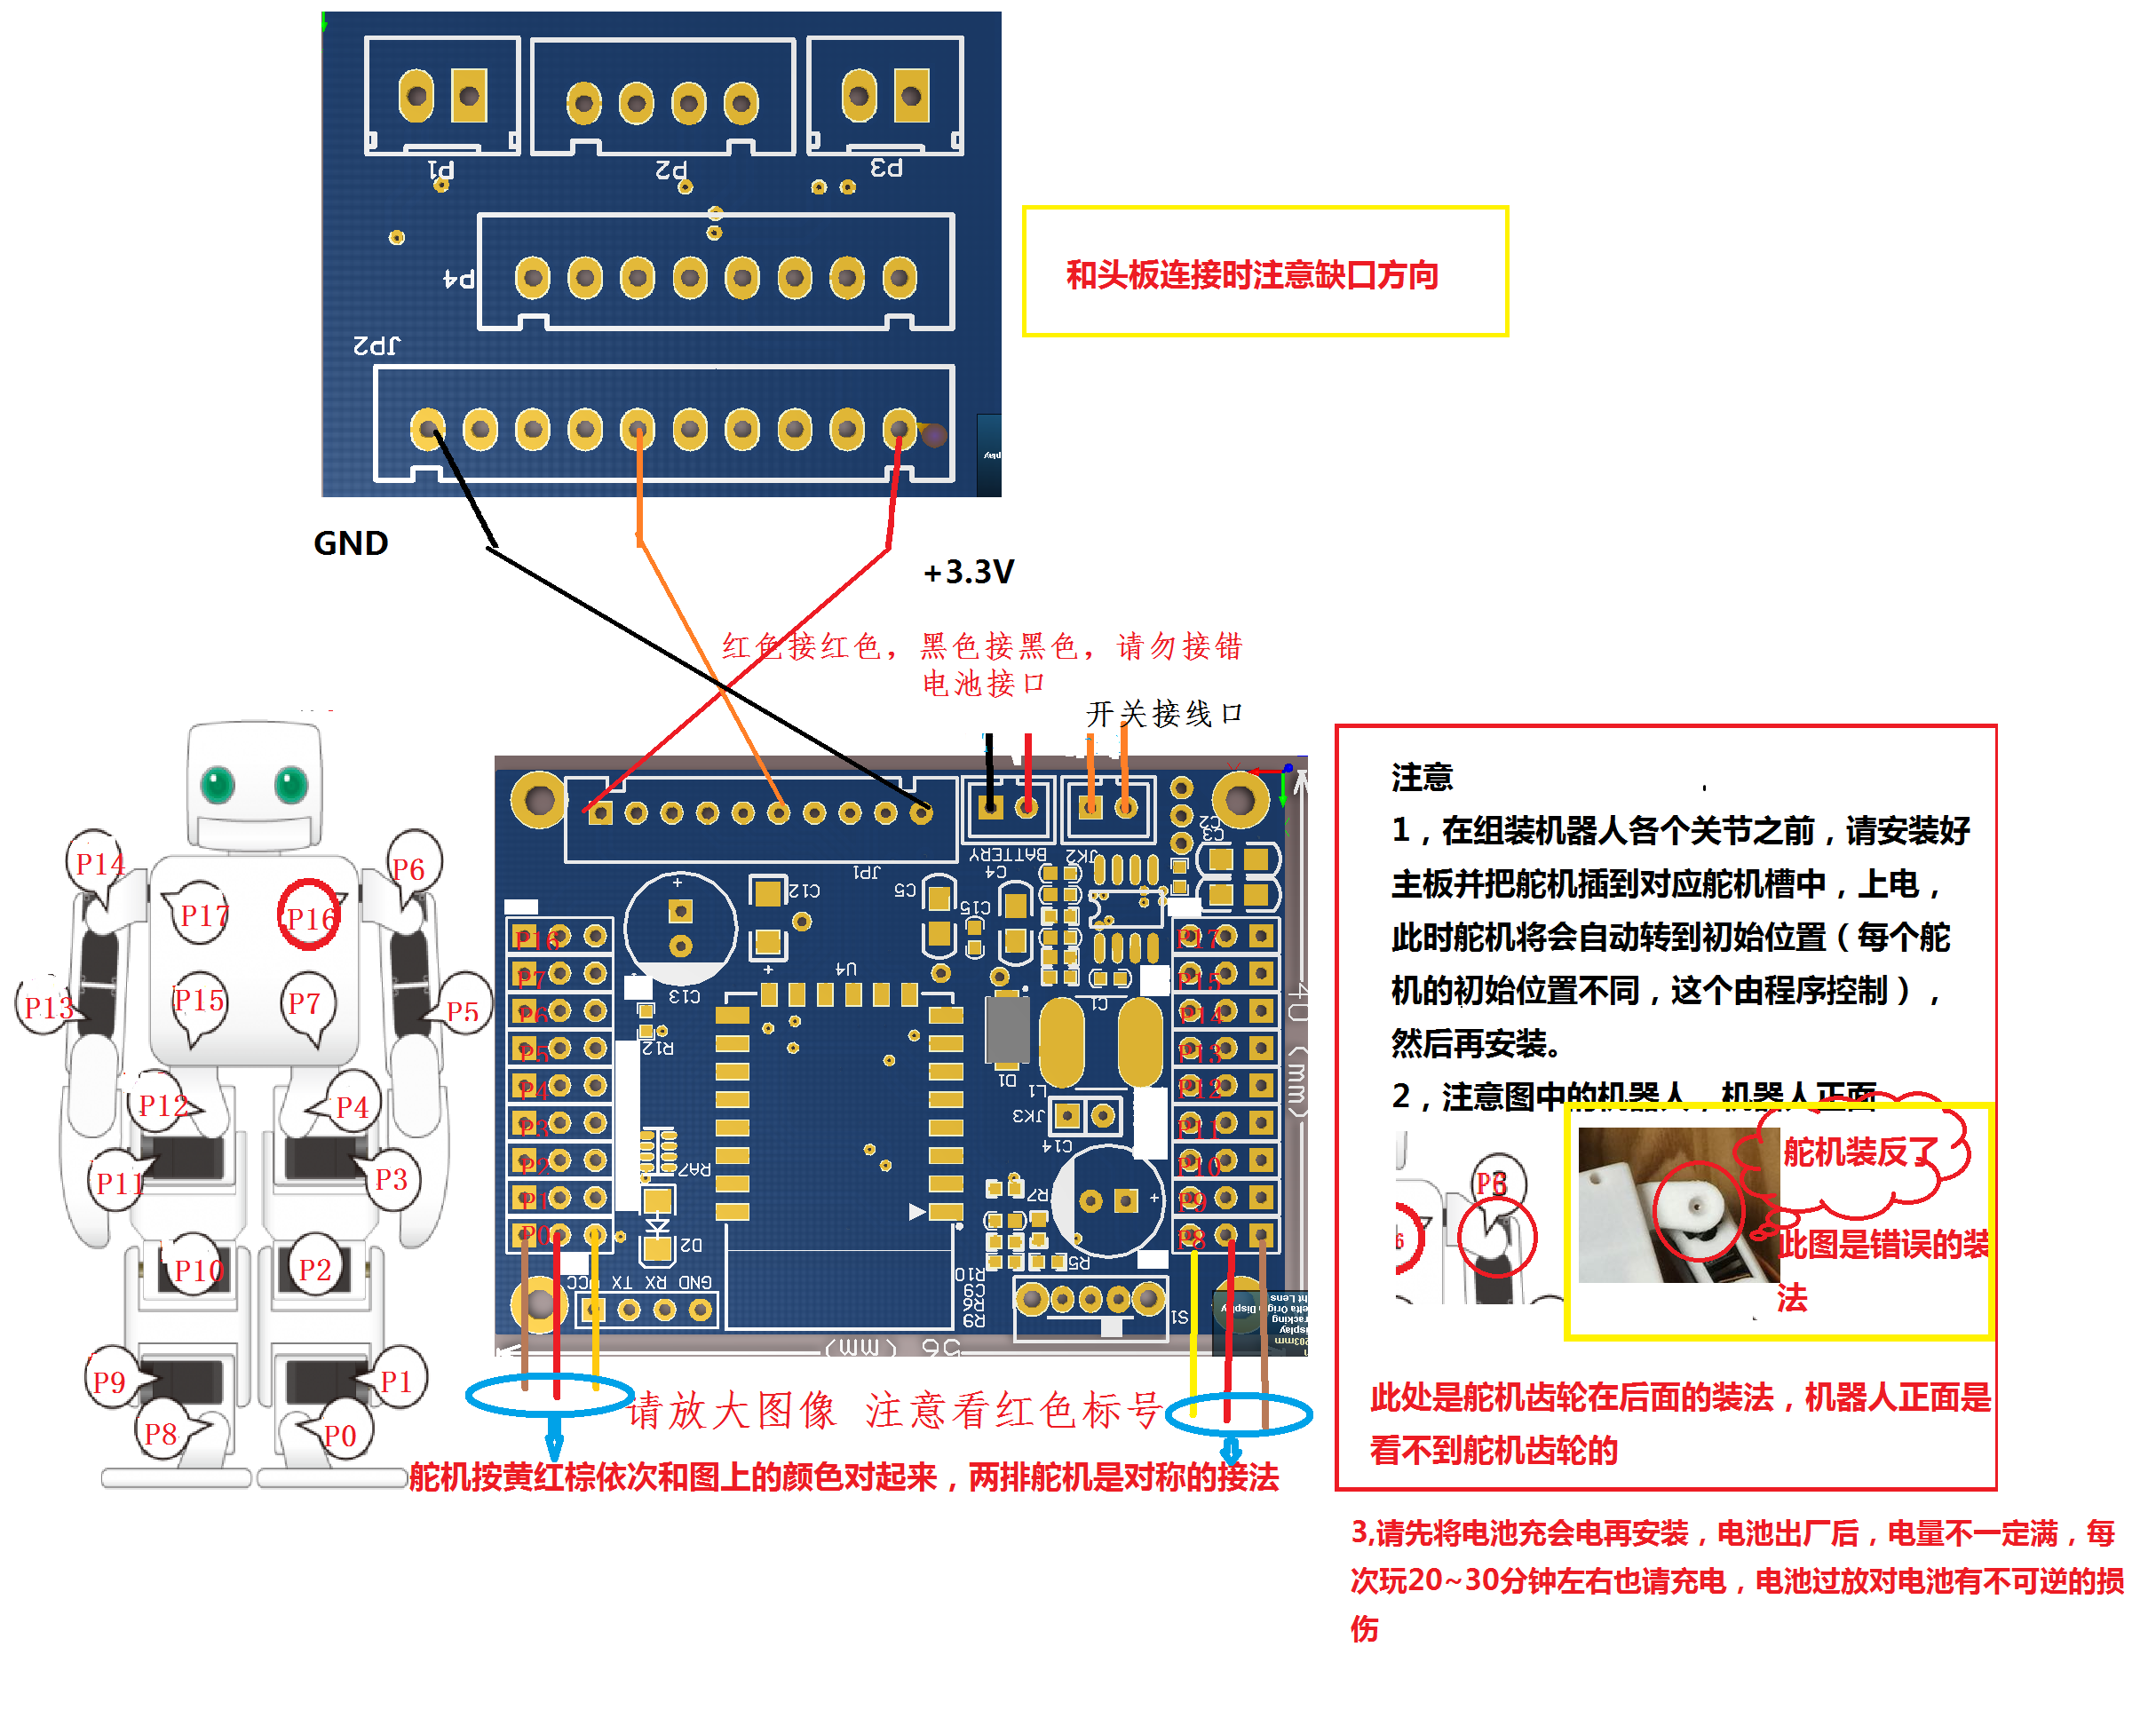 P1
P2
P3
P4
JP2
和头板连接时注意缺口方向
GND
+3.3V
红色接红色，黑色接黑色，请勿接错
电池接口
开关接线口
BATTERY
JK2
JP1
C2
C3
C4
C5
C12
C15
C13
U4
R12
D1
L1
C1
JK3
C14
RA7
R7
D2
R5
R10
C9
R6
R9
S1
GND RX TX
P16
P7
P6
P5
P4
P3
P2
P1
P0
P17
P15
P14
P13
P12
P11
P10
P9
P8
40 (mm)
56 (mm)
P14
P6
P17
P16
P13
P15
P7
P5
P12
P4
P11
P3
P10
P2
P9
P1
P8
P0
请放大图像 注意看红色标号
舵机按黄红棕依次和图上的颜色对起来，两排舵机是对称的接法
注意
1，在组装机器人各个关节之前，请安装好
主板并把舵机插到对应舵机槽中，上电，
此时舵机将会自动转到初始位置（每个舵
机的初始位置不同，这个由程序控制），
然后再安装。
2，注意图中的机器人，机器人正面
舵机装反了
此图是错误的装
法
此处是舵机齿轮在后面的装法，机器人正面是
看不到舵机齿轮的
3,请先将电池充会电再安装，电池出厂后，电量不一定满，每
次玩20~30分钟左右也请充电，电池过放对电池有不可逆的损
伤